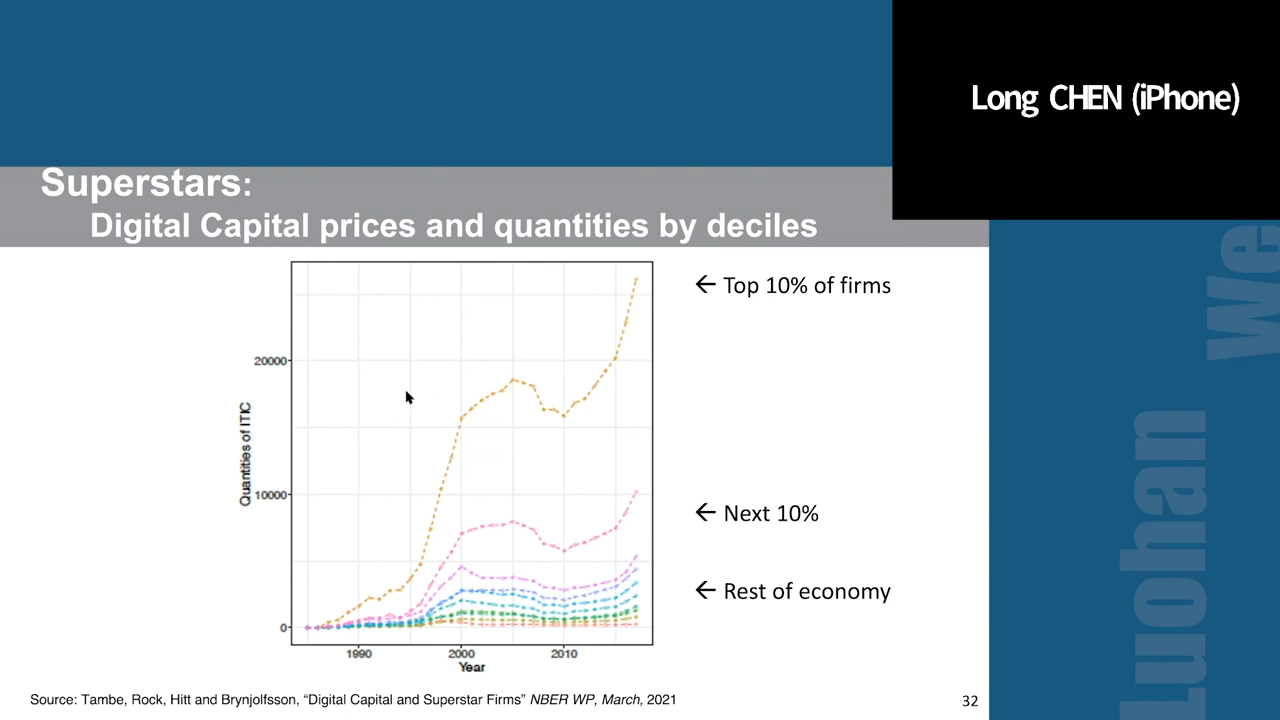 Long CHEN (iPhone)
Superstars:
Digital Capital prices and quantities by deciles
← Top 10% of firms
20000
Quantities of ITIC
10000
← Next 10%
← Rest of economy
0
1990 2000 2010
Year
Source: Tambe, Rock, Hitt and Brynjolfsson, “Digital Capital and Superstar Firms” NBER WP, March, 2021
32
Luohan
We